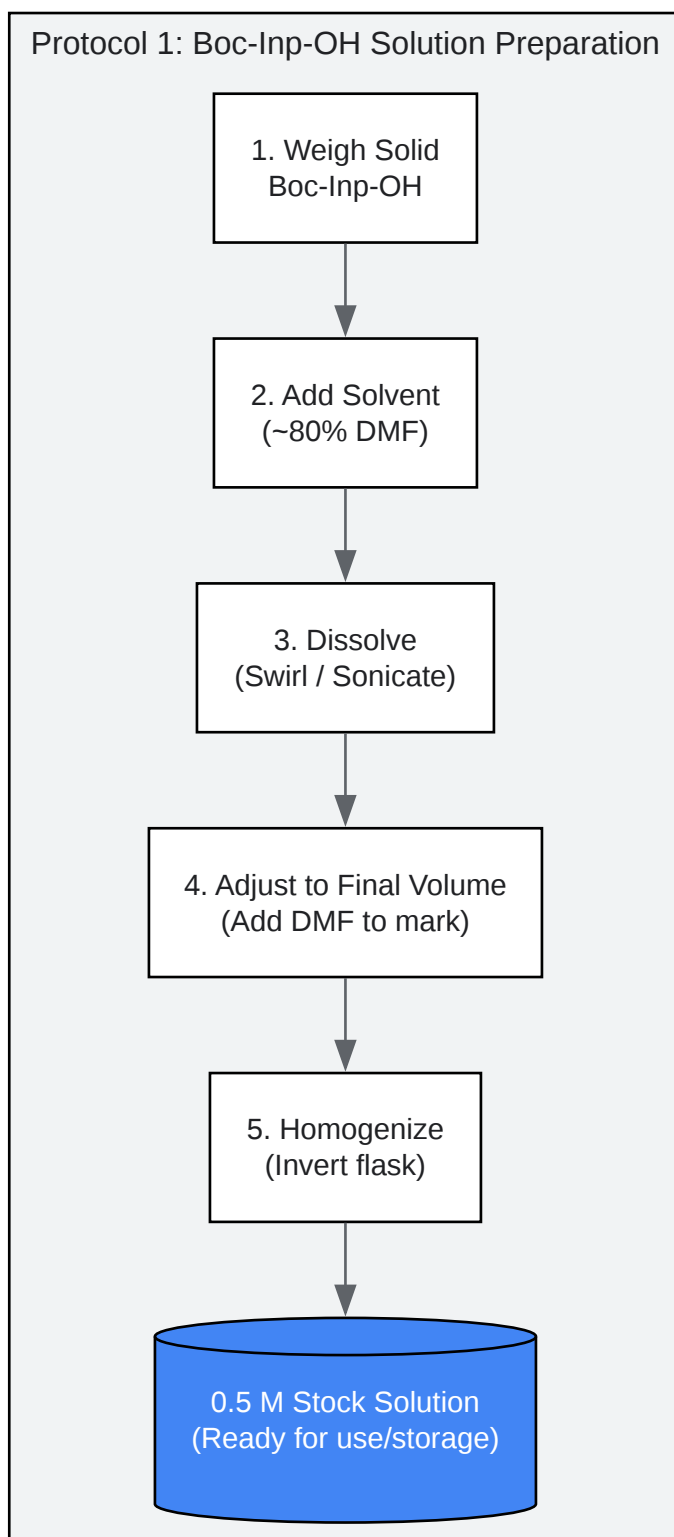 Protocol 1: Boc-Inp-OH Solution Preparation
1. Weigh Solid
Boc-Inp-OH
2. Add Solvent
(~80% DMF)
3. Dissolve
(Swirl / Sonicate)
4. Adjust to Final Volume
(Add DMF to mark)
5. Homogenize
(Invert flask)
0.5 M Stock Solution
(Ready for use/storage)